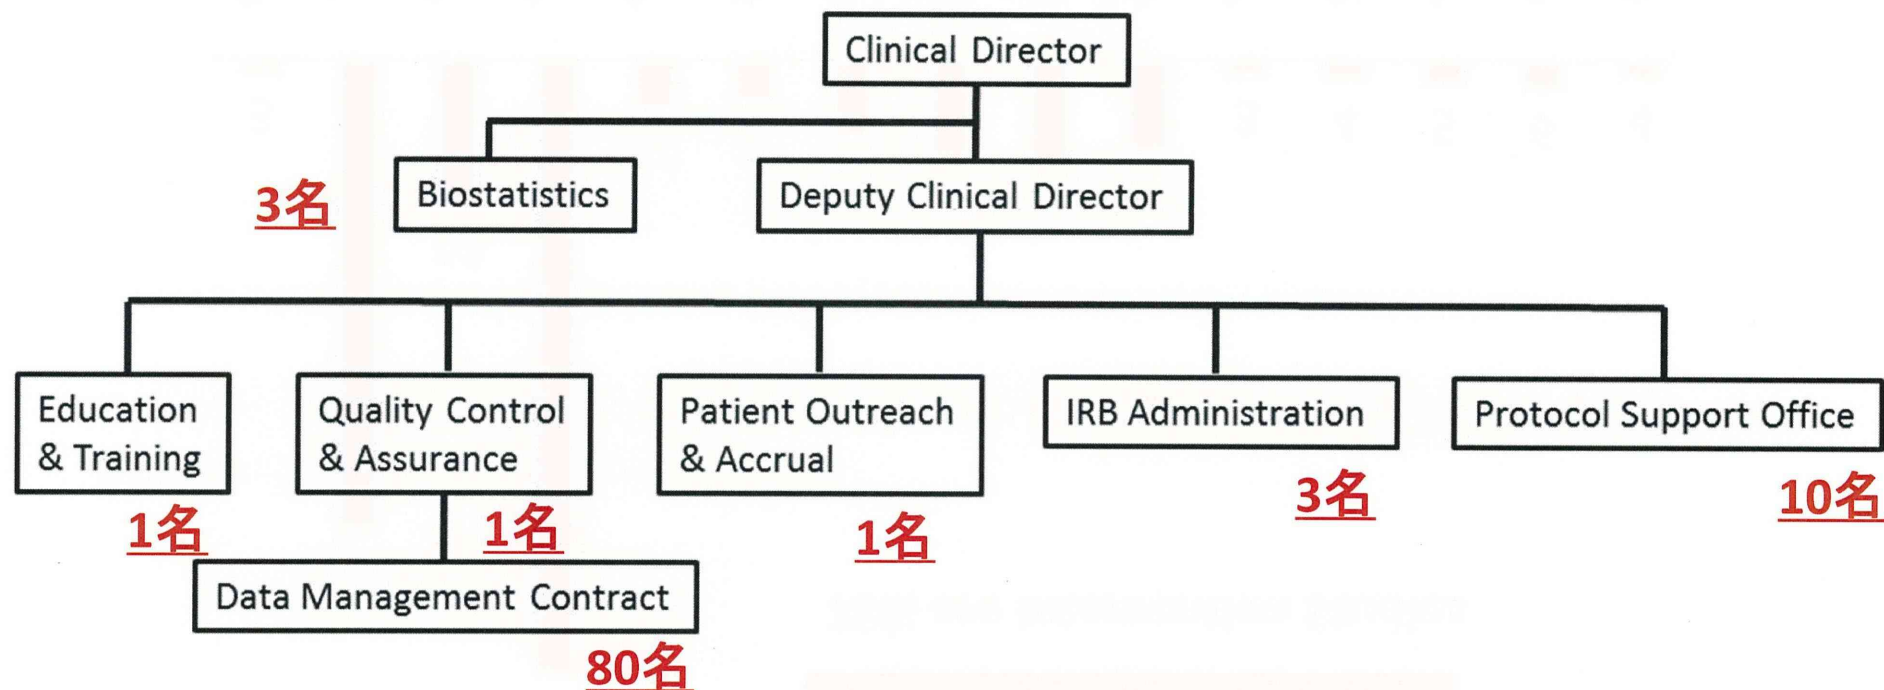 Clinical Director
3名
Biostatistics
Deputy Clinical Director
Education
& Training
1名
Quality Control
& Assurance
1名
Patient Outreach
& Accrual
1名
IRB Administration
3名
Protocol Support Office
10名
Data Management Contract
80名